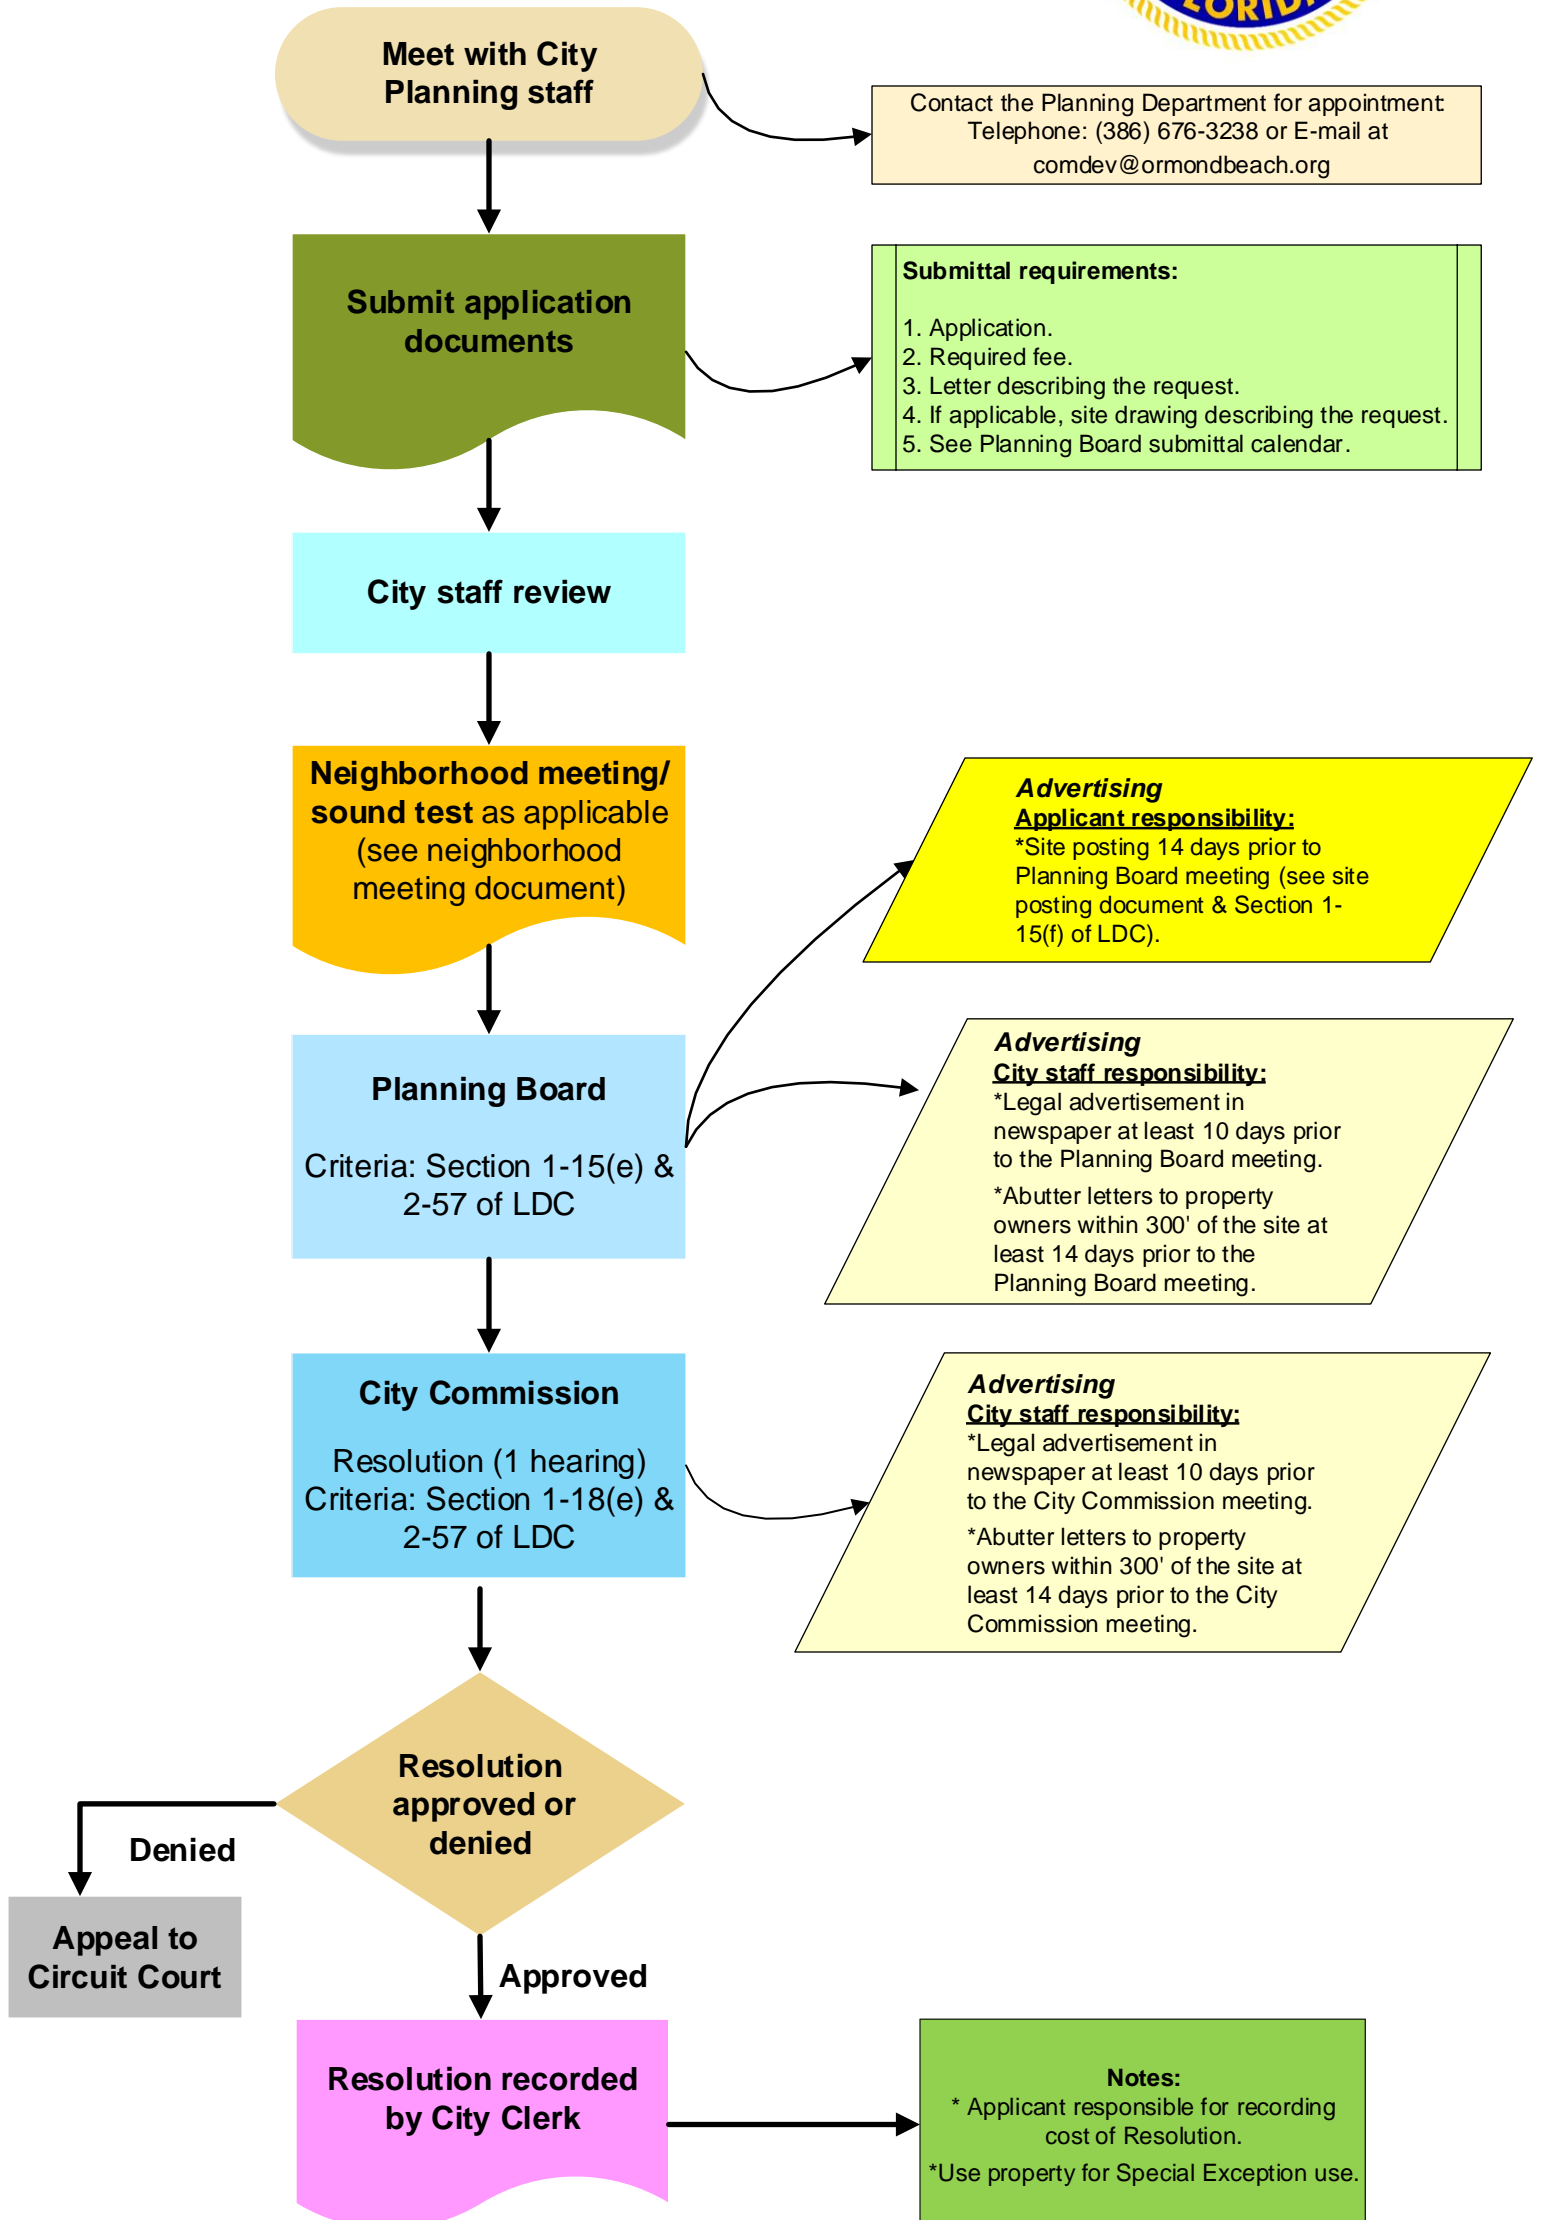 FLORIDA
Meet with City
Planning staff
Contact the Planning Department for appointment:
Telephone: (386) 676-3238 or E-mail at
comdev@ormondbeach.org
Submit application
documents
Submittal requirements:
1. Application.
2. Required fee.
3. Letter describing the request.
4. If applicable, site drawing describing the request.
5. See Planning Board submittal calendar.
City staff review
Neighborhood meeting/
sound test as applicable
(see neighborhood
meeting document)
Advertising
Applicant responsibility:
*Site posting 14 days prior to
Planning Board meeting (see site
posting document & Section 1-
15(f) of LDC).
Planning Board
Criteria: Section 1-15(e) &
2-57 of LDC
Advertising
City staff responsibility:
*Legal advertisement in
newspaper at least 10 days prior
to the Planning Board meeting.
*Abutter letters to property
owners within 300' of the site at
least 14 days prior to the
Planning Board meeting.
City Commission
Resolution (1 hearing)
Criteria: Section 1-18(e) &
2-57 of LDC
Advertising
City staff responsibility:
*Legal advertisement in
newspaper at least 10 days prior
to the City Commission meeting.
*Abutter letters to property
owners within 300' of the site at
least 14 days prior to the City
Commission meeting.
Resolution
approved or
denied
Denied
Appeal to
Circuit Court
Approved
Resolution recorded
by City Clerk
Notes:
* Applicant responsible for recording
cost of Resolution.
*Use property for Special Exception use.